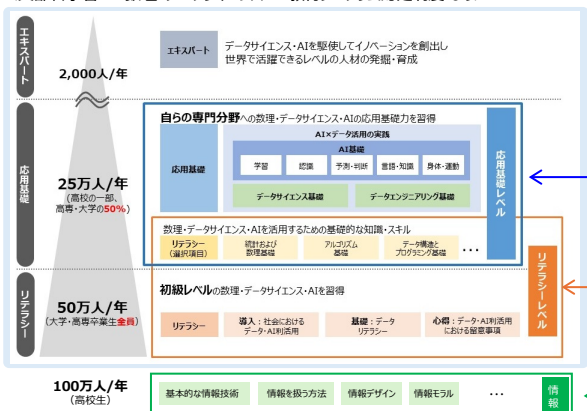 エキスパート
2,000人/年
エキスパート
データサイエンス・AIを駆使してイノベーションを創出し
世界で活躍できるレベルの人材の発掘・育成
応用基礎
25万人/年
(高校の一部、
高専・大学の50%)
自らの専門分野への数理・データサイエンス・AIの応用基礎力を習得
応用基礎
AI×データ活用の実践
AI基礎
学習
認識
予測・判断
言語・知識
身体・運動
データサイエンス基礎
データエンジニアリング基礎
応用基礎レベル
数理・データサイエンス・AIを活用するための基礎的な知識・スキル
リテラシー
(選択項目)
統計および
数理基礎
アルゴリズム
基礎
データ構造と
プログラミング基礎
・・・
リテラシーレベル
リテラシー
50万人/年
(大学・高専卒業生全員)
初級レベルの数理・データサイエンス・AIを習得
リテラシー
導入:社会における
データ・AI利活用
基礎:データ
リテラシー
心得:データ・AI利活用
における留意事項
100万人/年
(高校生)
基本的な情報技術
情報を扱う方法
情報デザイン
情報モラル
・・・
情報